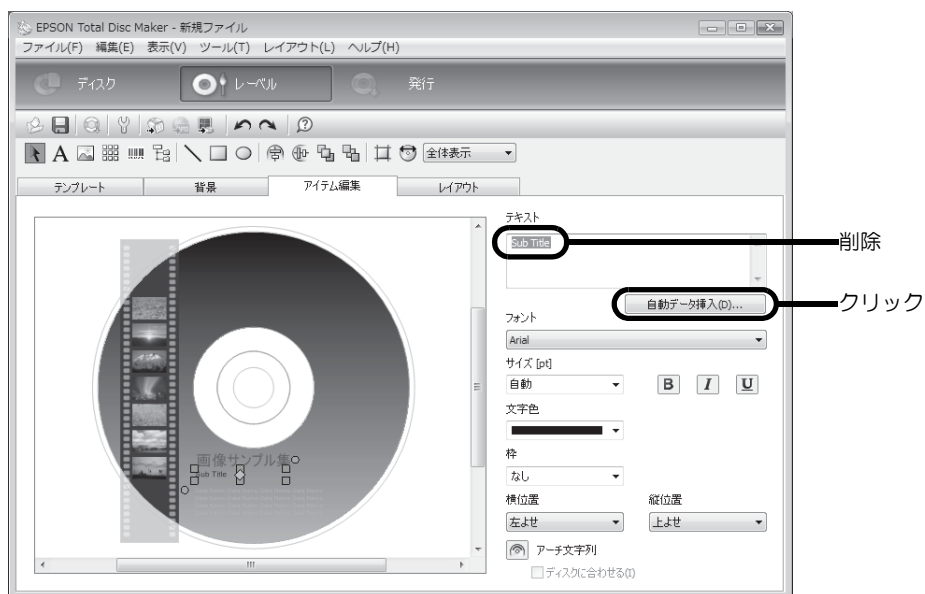 EPSON Total Disc Maker - 新規ファイル
ファイル(F) 編集(E) 表示(V) ツール(T) レイアウト(L) ヘルプ(H)
ディスク レーベル 発行
全体表示
テンプレート 背景 アイテム編集 レイアウト
テキスト
Sub Title
削除
自動データ挿入(D)...
クリック
フォント
Arial
サイズ [pt]
自動 B I U
文字色
枠
なし
横位置 縦位置
左よせ 上よせ
アーチ文字列
ディスクに合わせる(I)
画像サンプル集
Sub Title